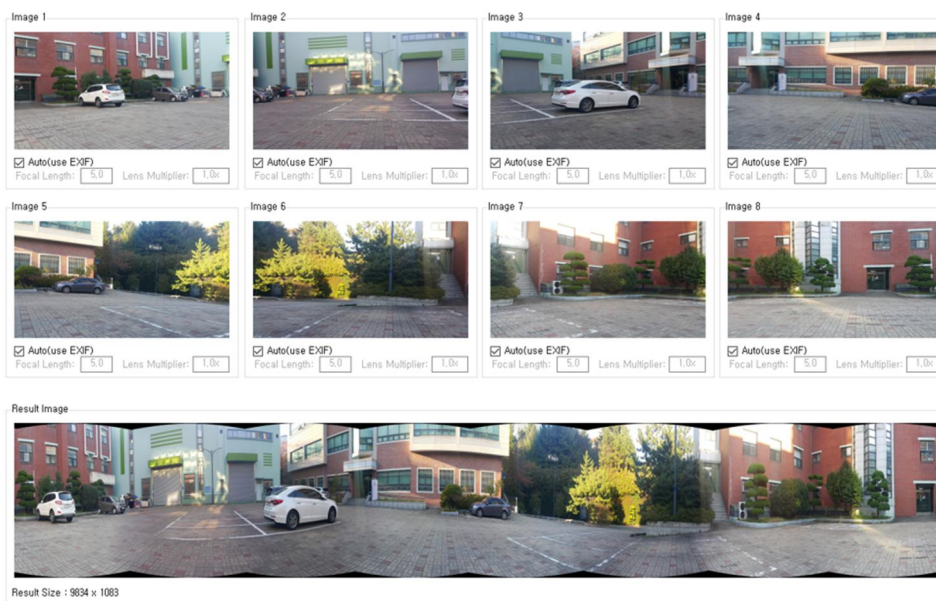 Image 1
Image 2
Image 3
Image 4
Auto(use EXIF)
Auto(use EXIF)
Auto(use EXIF)
Auto(use EXIF)
Focal Length: 5,0 Lens Multiplier: 1,0x
Focal Length: 5,0 Lens Multiplier: 1,0x
Focal Length: 5,0 Lens Multiplier: 1,0x
Focal Length: 5,0 Lens Multiplier: 1,0x
Image 5
Image 6
Image 7
Image 8
Auto(use EXIF)
Auto(use EXIF)
Auto(use EXIF)
Auto(use EXIF)
Focal Length: 5,0 Lens Multiplier: 1,0x
Focal Length: 5,0 Lens Multiplier: 1,0x
Focal Length: 5,0 Lens Multiplier: 1,0x
Focal Length: 5,0 Lens Multiplier: 1,0x
Result Image
Result Size : 9834 x 1083